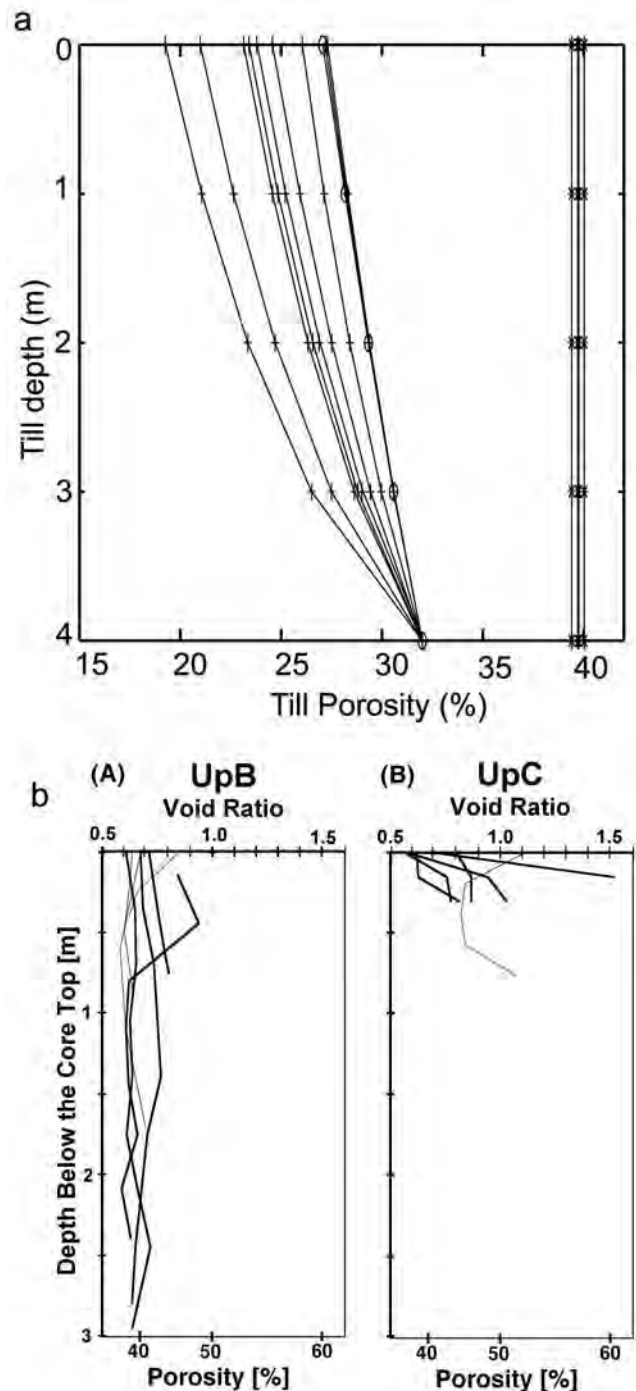 a
0
1
2
3
4
Till depth (m)
15 20 25 30 35 40
Till Porosity (%)
b
(A) UpB
Void Ratio
0.5 1.0 1.5
(B) UpC
Void Ratio
0.5 1.0 1.5
Depth Below the Core Top [m]
1
2
3
40 50 60
Porosity [%]
40 50 60
Porosity [%]